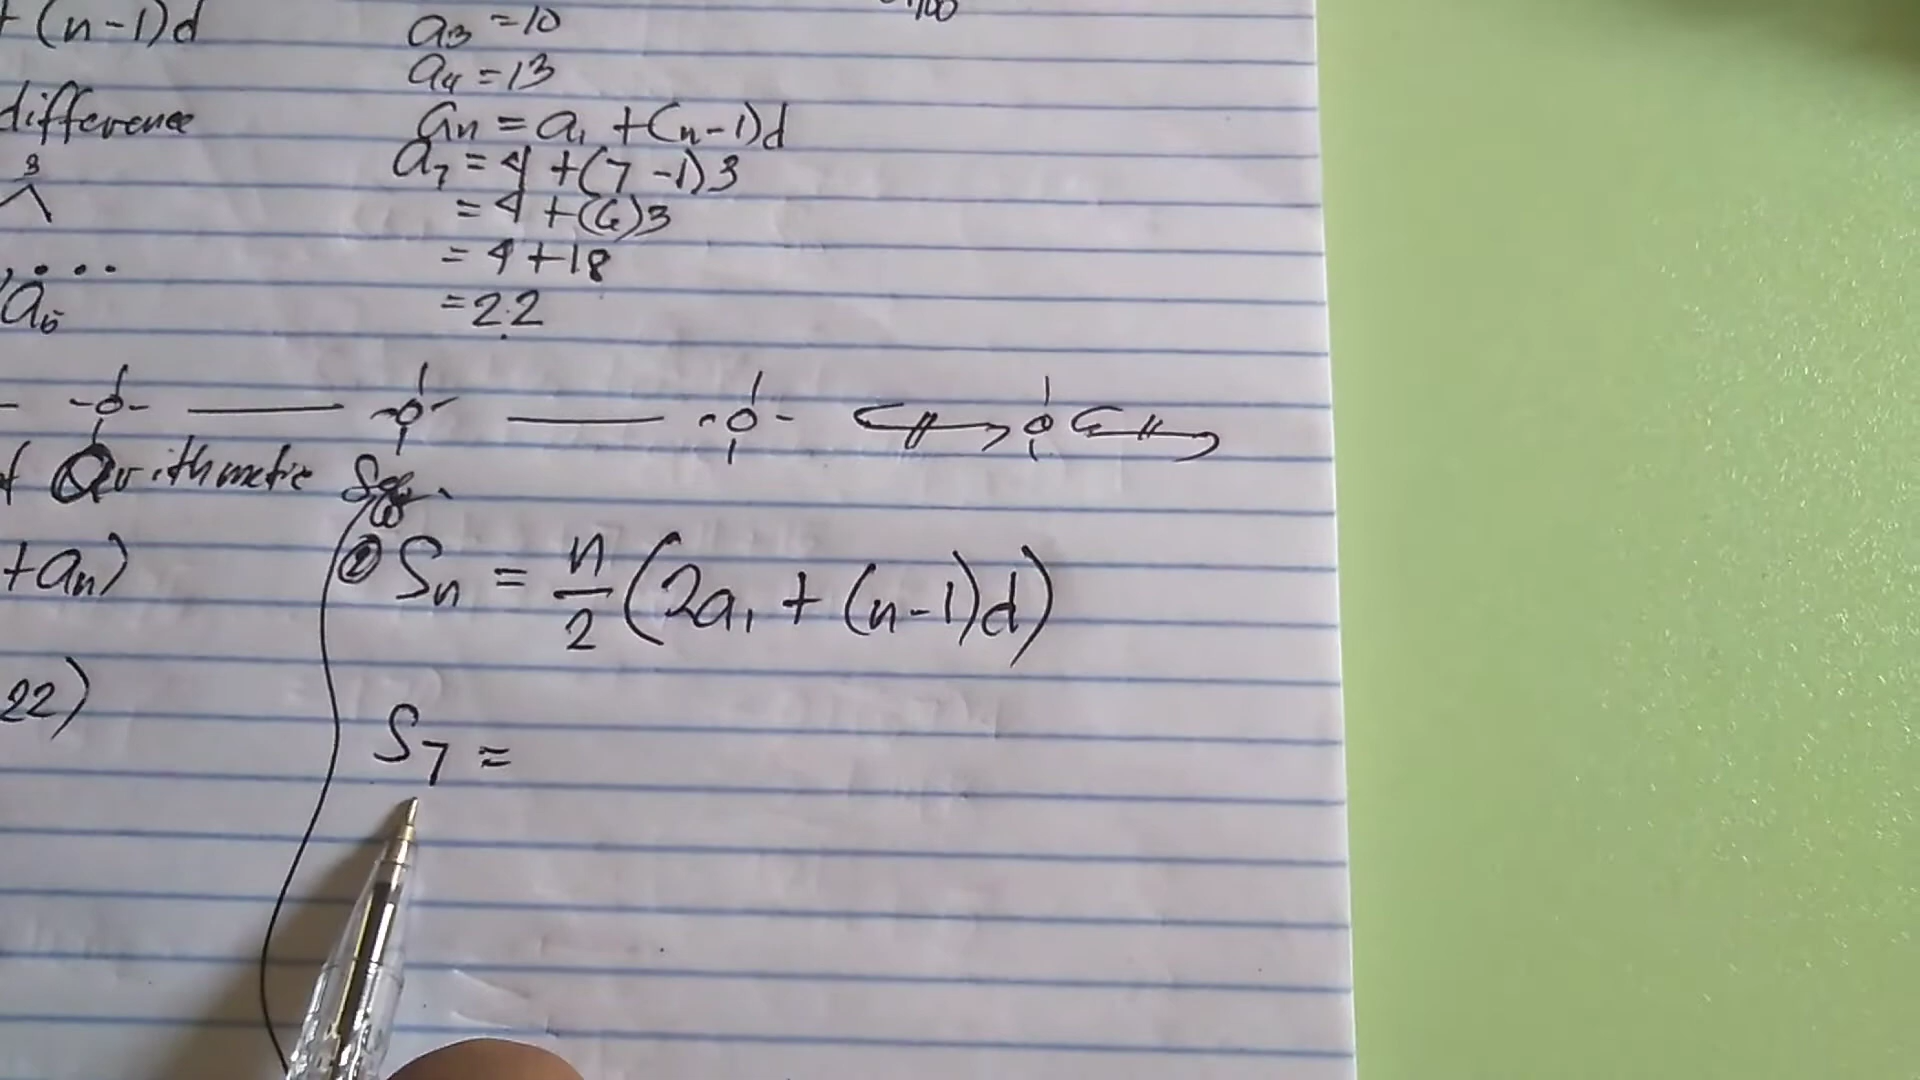 + (n-1)d
a3 = 10
a4 = 13
difference
an = a1 + (n-1)d
3
a7 = 4 + (7-1)3
= 4 + (6)3
, ...
= 4 + 18
a5
= 22
f Arithmetic
+ an)
② Sn = n/2 (2a1 + (n-1)d)
22)
S7 =